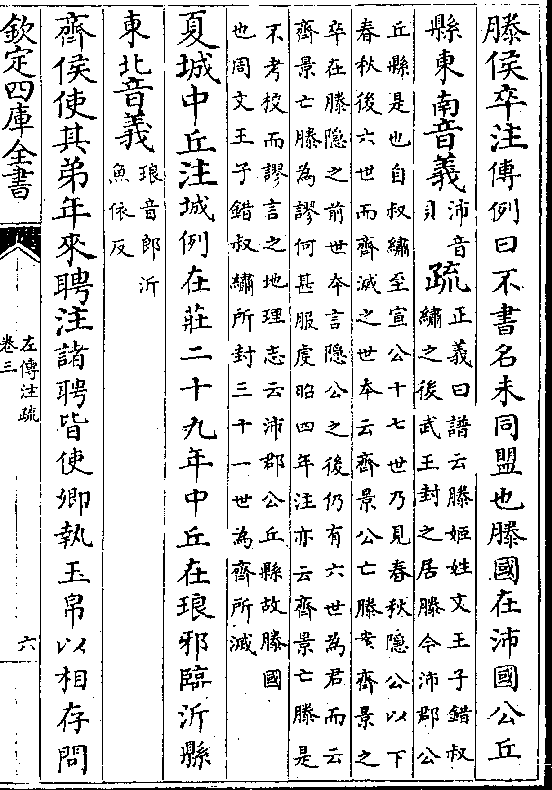 滕侯卒注傳例曰不書名未同盟也滕國在沛國公丘
縣東南音義沛音貝疏正義曰譜云滕姬姓文王子錯叔繡之後武王封之居滕今沛郡公
丘縣是也自叔繡至宣公十七世乃見春秋隱公以下春秋後六世而齊滅之世本云齊景公亡滕案齊景之
卒在滕隱之前世本言隱公之後仍有六世為君而云齊景亡滕為謬何甚服虔昭四年注亦云齊景亡滕是
不考校而謬言之地理志云沛郡公丘縣故滕國也周文王子錯叔繡所封三十一世為齊所滅
夏城中丘注城例在莊二十九年中丘在琅邪臨沂縣
東北音義琅音郎沂魚依反
齊侯使其弟年來聘注諸聘皆使卿執玉帛以相存問
欽定四庫全書
左傳注疏
卷三
六